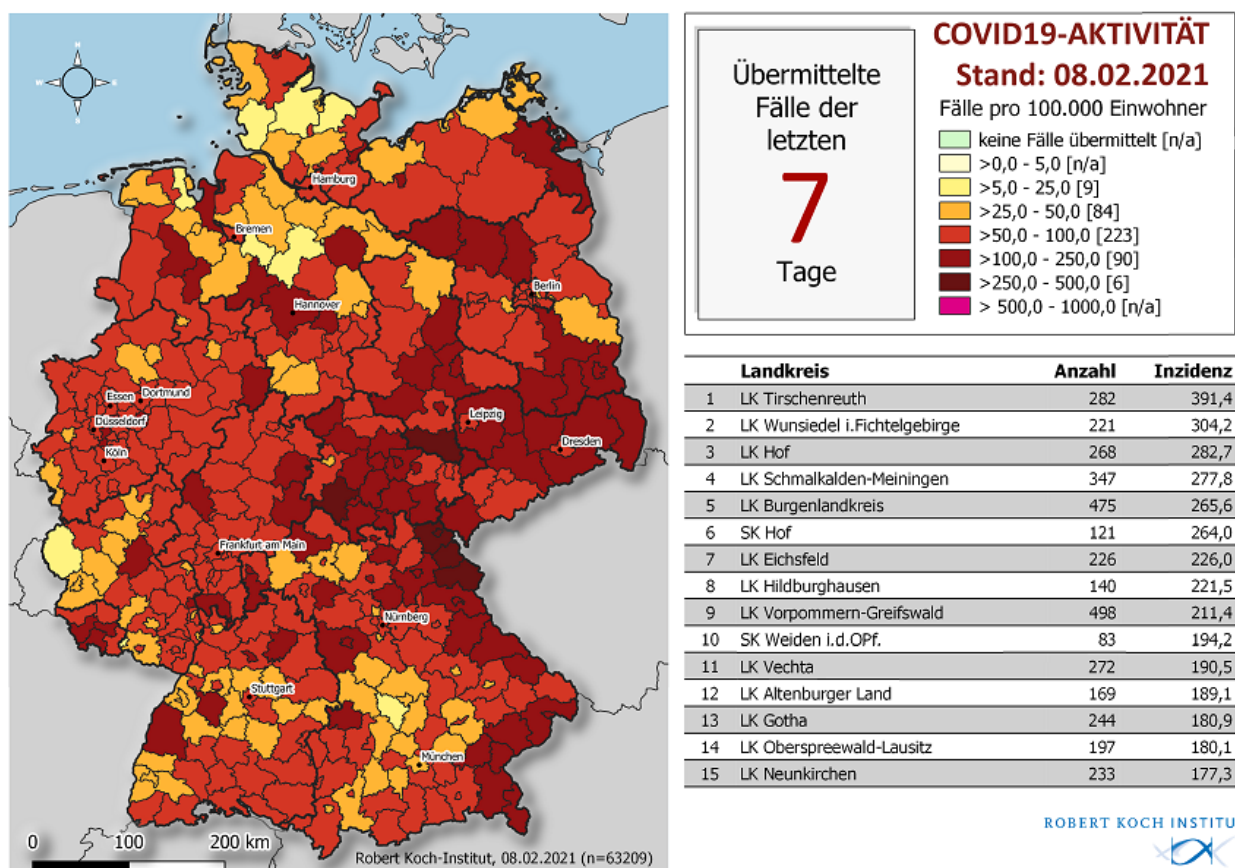 Hamburg
Bremen
Berlin
Hannover
Essen
Dortmund
Düsseldorf
Köln
Leipzig
Dresden
Frankfurt am Main
Nürnberg
Stuttgart
München
0 100 200 km
Robert Koch-Institut, 08.02.2021 (n=63209)
Übermittelte
Fälle der
letzten
7
Tage
COVID19-AKTIVITÄT
Stand: 08.02.2021
Fälle pro 100.000 Einwohner
keine Fälle übermittelt [n/a]
>0,0 - 5,0 [n/a]
>5,0 - 25,0 [9]
>25,0 - 50,0 [84]
>50,0 - 100,0 [223]
>100,0 - 250,0 [90]
>250,0 - 500,0 [6]
> 500,0 - 1000,0 [n/a]
Landkreis Anzahl Inzidenz
1 LK Tirschenreuth 282 391,4
2 LK Wunsiedel i.Fichtelgebirge 221 304,2
3 LK Hof 268 282,7
4 LK Schmalkalden-Meiningen 347 277,8
5 LK Burgenlandkreis 475 265,6
6 SK Hof 121 264,0
7 LK Eichsfeld 226 226,0
8 LK Hildburghausen 140 221,5
9 LK Vorpommern-Greifswald 498 211,4
10 SK Weiden i.d.OPf. 83 194,2
11 LK Vechta 272 190,5
12 LK Altenburger Land 169 189,1
13 LK Gotha 244 180,9
14 LK Oberspreewald-Lausitz 197 180,1
15 LK Neunkirchen 233 177,3
ROBERT KOCH INSTITU